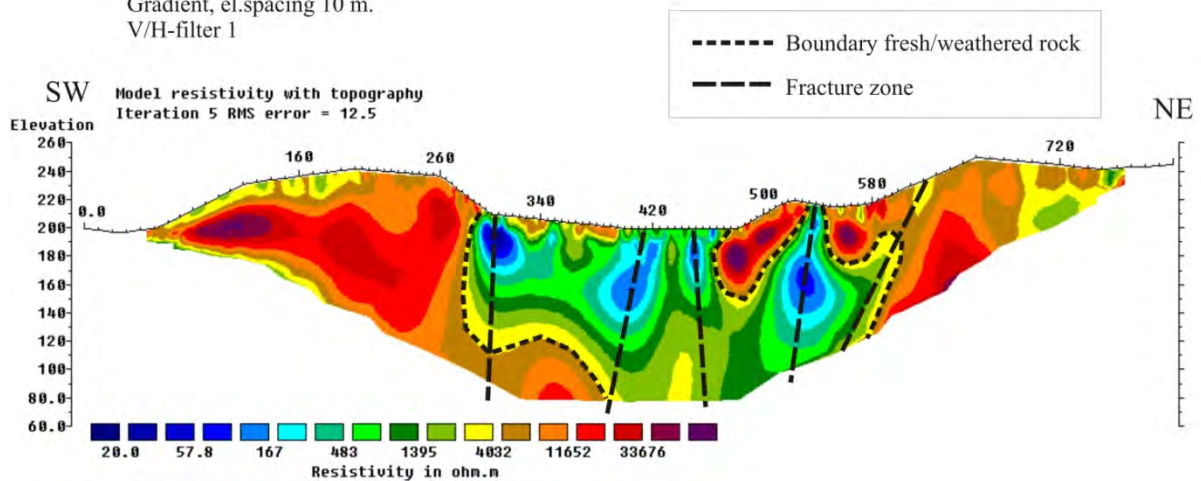 Gradient, el.spacing 10 m.
V/H-filter 1
Boundary fresh/weathered rock
Fracture zone
SW
Model resistivity with topography
Iteration 5 RMS error = 12.5
NE
Elevation
260
240
220
200
180
160
140
120
100
80.0
60.0
0.0
160
260
340
420
500
580
720
20.0 57.8 167 483 1395 4032 11652 33676
Resistivity in ohm.m